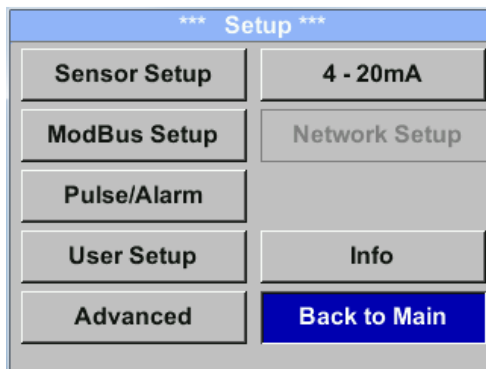 *** Setup ***
Sensor Setup
4 - 20mA
ModBus Setup
Network Setup
Pulse/Alarm
User Setup
Info
Advanced
Back to Main